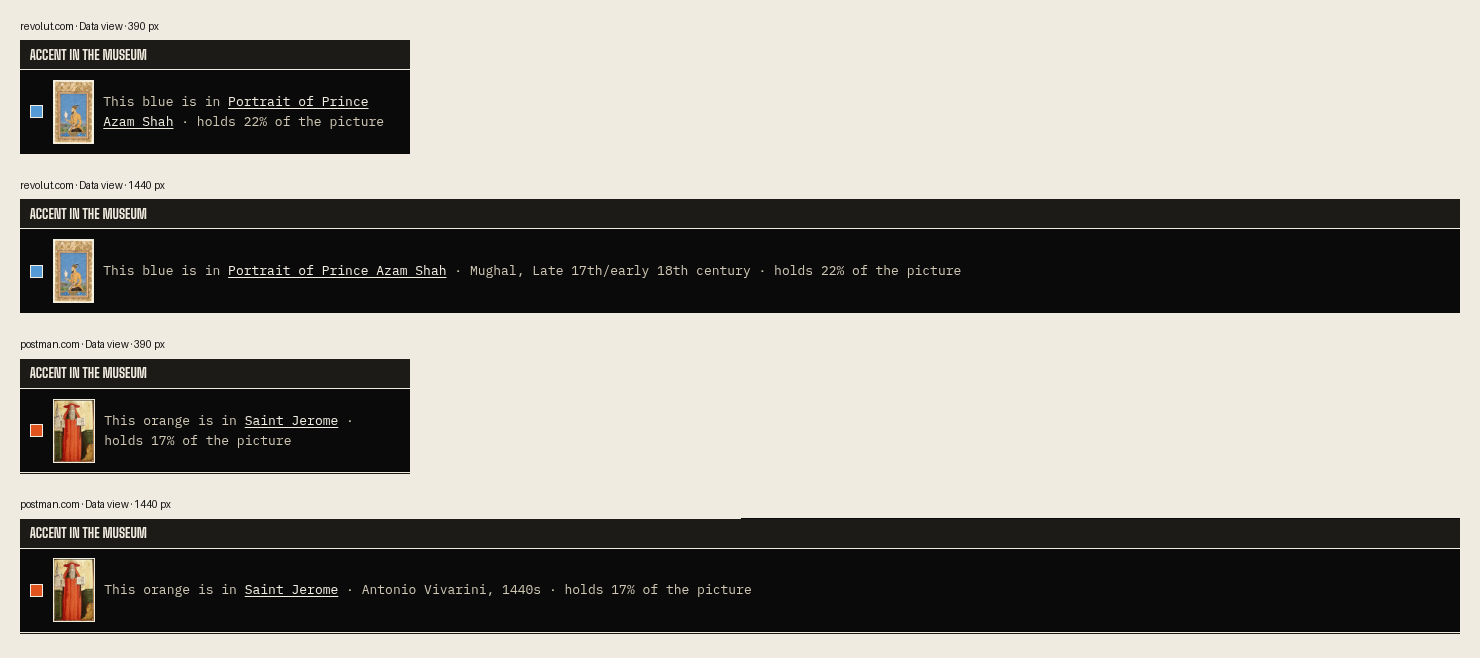 revolut.com · Data view · 390 px
ACCENT IN THE MUSEUM
This blue is in Portrait of Prince
Azam Shah · holds 22% of the picture
revolut.com · Data view · 1440 px
ACCENT IN THE MUSEUM
This blue is in Portrait of Prince Azam Shah · Mughal, Late 17th/early 18th century · holds 22% of the picture
postman.com · Data view · 390 px
ACCENT IN THE MUSEUM
This orange is in Saint Jerome ·
holds 17% of the picture
postman.com · Data view · 1440 px
ACCENT IN THE MUSEUM
This orange is in Saint Jerome · Antonio Vivarini, 1440s · holds 17% of the picture